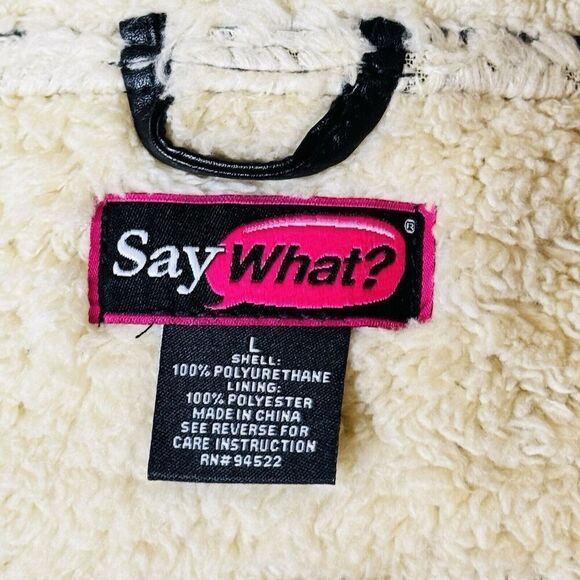 Say What? ®
L
SHELL:
100% POLYURETHANE
LINING:
100% POLYESTER
MADE IN CHINA
SEE REVERSE FOR
CARE INSTRUCTION
RN# 94522